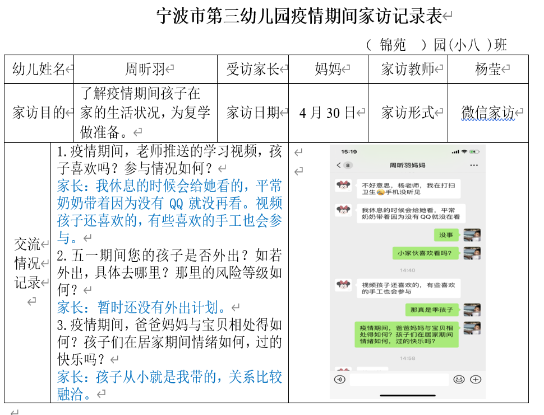 宁波市第三幼儿园疫情期间家访记录表
（ 锦苑 ）园(小八 )班
幼儿姓名 周昕羽 受访家长 妈妈 家访教师 杨莹
家访目的 了解疫情期间孩子在
家的生活状况，为复学
做准备。
家访日期 4 月 30 日 家访形式 微信家访
交流
情况
记录
1.疫情期间，老师推送的学习视频，孩
子喜欢吗？参与情况如何？
家长：我休息的时候会给她看的，平常
奶奶带着因为没有 QQ 就没再看。视频
孩子还喜欢的，有些喜欢的手工也会参
与。
2.五一期间您的孩子是否外出？如若
外出，具体去哪里？那里的风险等级如
何？
家长：暂时还没有外出计划。
3.疫情期间，爸爸妈妈与宝贝相处得如
何？孩子们在居家期间情绪如何，过的
快乐吗？
家长：孩子从小就是我带的，关系比较
融洽。
15:19
周昕羽妈妈
不好意思，杨老师，我在打扫
卫生手机没听见
我休息的时候会给她看的，平常
奶奶带着因为没有QQ就没在看
没事
小家伙喜欢看吗？
视频孩子还喜欢的，有些喜欢
的手工也会参与
那真是乖孩子
疫情期间，爸爸妈妈与宝贝相
处得如何？孩子们在居家期间
情绪如何，过的快乐吗？